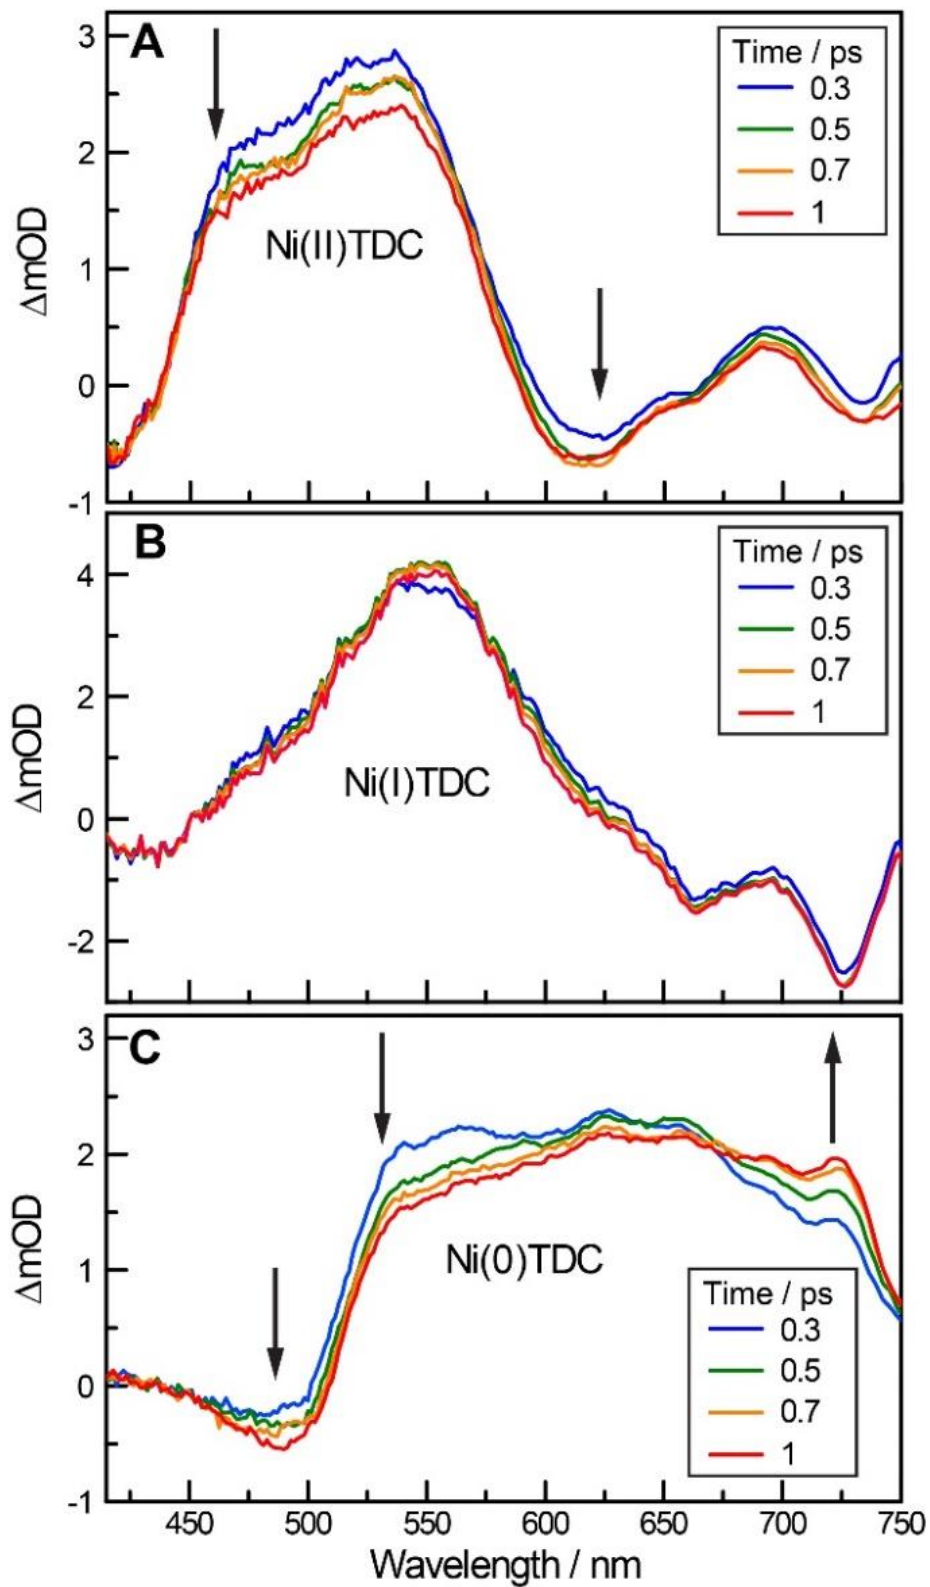 A
Time / ps
0.3
0.5
0.7
1
3
2
1
0
-1
ΔmOD
Ni(II)TDC
B
Time / ps
0.3
0.5
0.7
1
4
2
0
-2
ΔmOD
Ni(I)TDC
C
3
2
1
0
-1
ΔmOD
Ni(0)TDC
Time / ps
0.3
0.5
0.7
1
450 500 550 600 650 700 750
Wavelength / nm